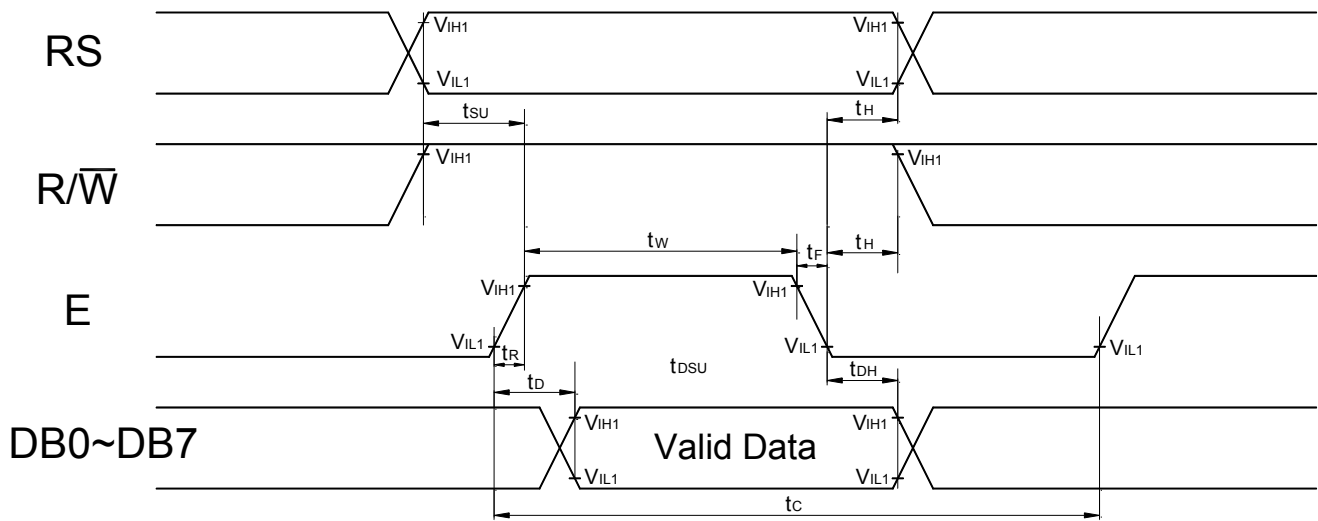 RS
VIH1
VIL1
VIH1
VIL1
tSU
tH
R/W̅
VIH1
VIH1
tW
tF
tH
E
VIH1
VIL1
VIH1
VIL1
VIL1
tR
tD
tDSU
tDH
DB0~DB7
VIH1
VIL1
Valid Data
VIH1
VIL1
tC